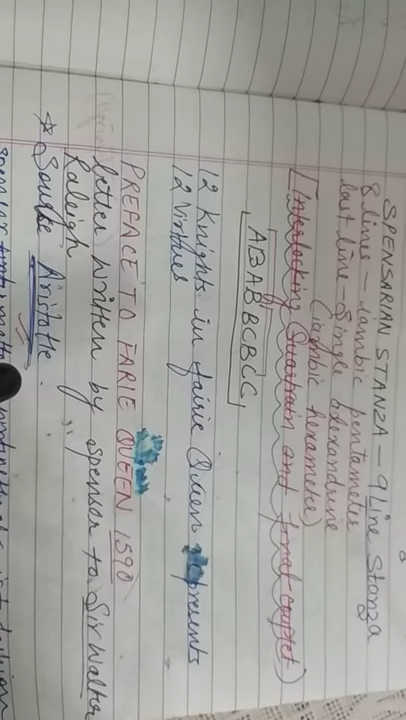 SPENSARIAN STANZA - 9 Line Stanza
8 lines - Iambic pentameter
last line - Single Alexandrine
(iambic hexameter)
[Interlocking Quatrain and final couplet)
ABABBCBCC
12 Knights in fairie Queen represents
12 Virtues
PREFACE TO FARIE QUEEN 1590
letter written by Spenser to Sir Walter
Raleigh
* Source Aristotle.